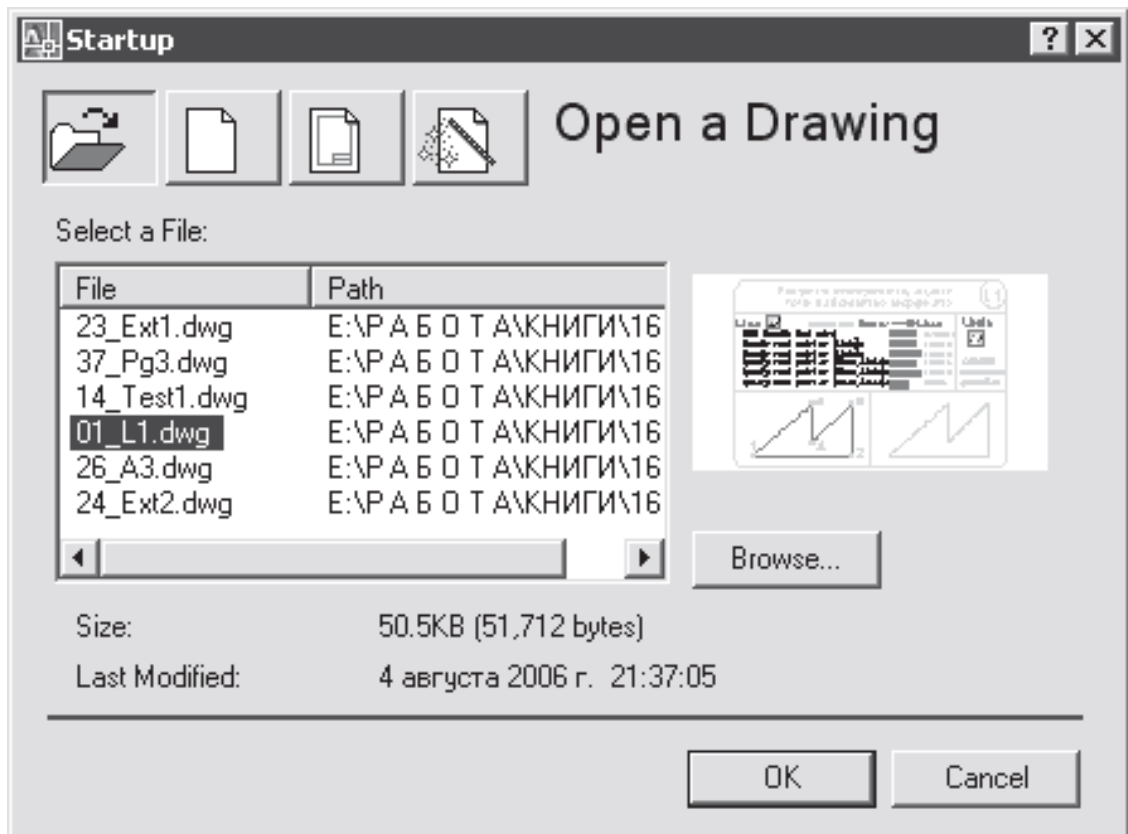 Startup
Open a Drawing
Select a File:
File Path
23_Ext1.dwg E:\Р А Б О Т А\КНИГИ\16
37_Pg3.dwg E:\Р А Б О Т А\КНИГИ\16
14_Test1.dwg E:\Р А Б О Т А\КНИГИ\16
01_L1.dwg E:\Р А Б О Т А\КНИГИ\16
26_A3.dwg E:\Р А Б О Т А\КНИГИ\16
24_Ext2.dwg E:\Р А Б О Т А\КНИГИ\16
Browse...
Size: 50.5KB (51,712 bytes)
Last Modified: 4 августа 2006 г. 21:37:05
OK Cancel